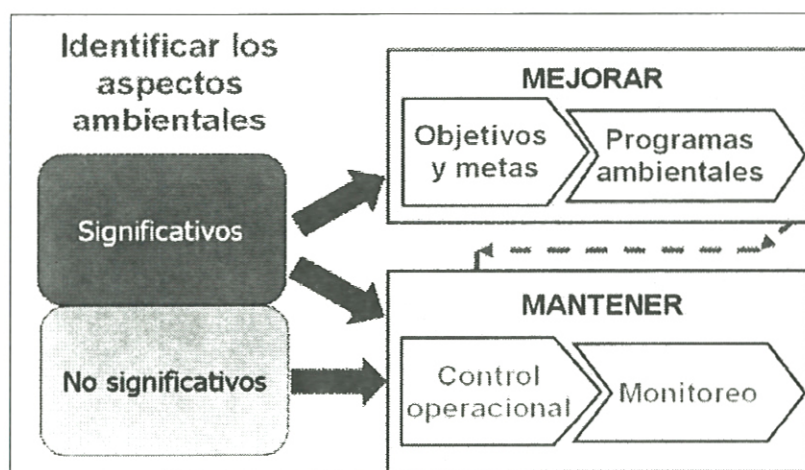 Identificar los
aspectos
ambientales
Significativos
No significativos
MEJORAR
Objetivos
y metas
Programas
ambientales
MANTENER
Control
operacional
Monitoreo